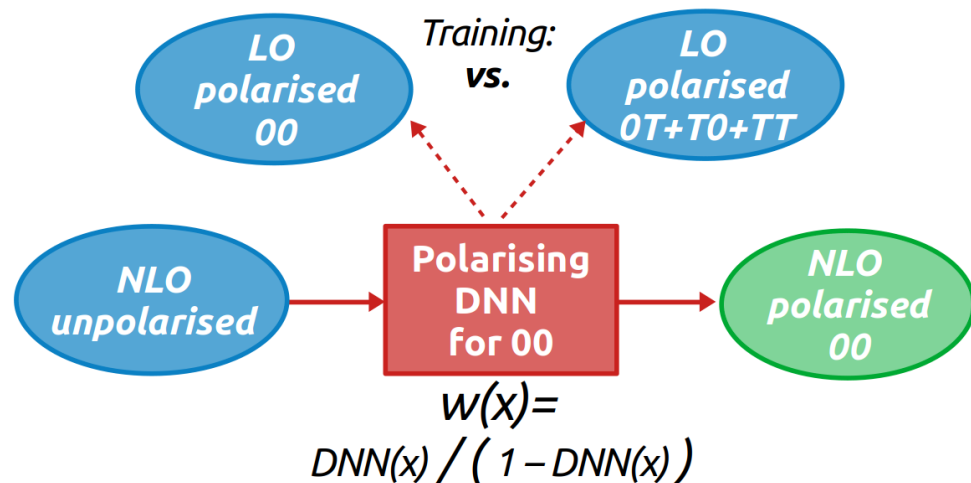 LO
polarised
00
Training:
vs.
LO
polarised
0T+T0+TT
NLO
unpolarised
Polarising
DNN
for 00
NLO
polarised
00
w(x)=
DNN(x) / ( 1 – DNN(x) )